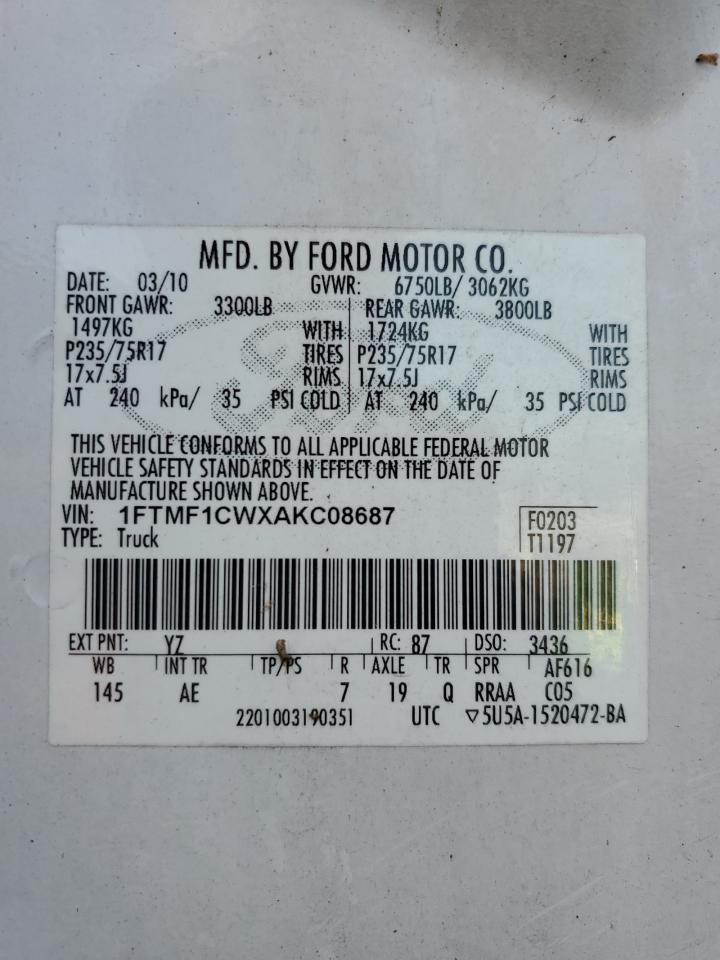 MFD. BY FORD MOTOR CO.
DATE: 03/10 GVWR: 6750LB/ 3062KG
FRONT GAWR: 3300LB REAR GAWR: 3800LB
1497KG WITH 1724KG WITH
P235/75R17 TIRES P235/75R17 TIRES
17x7.5J RIMS 17x7.5J RIMS
AT 240 kPa/ 35 PSI COLD AT 240 kPa/ 35 PSI COLD
Ford
THIS VEHICLE CONFORMS TO ALL APPLICABLE FEDERAL MOTOR
VEHICLE SAFETY STANDARDS IN EFFECT ON THE DATE OF
MANUFACTURE SHOWN ABOVE.
VIN: 1FTMF1CWXAKC08687 F0203
TYPE: Truck T1197
EXT PNT: YZ RC: 87 DSO: 3436
WB INT TR TP/PS R AXLE TR SPR AF616
145 AE 7 19 Q RRAA C05
2201003190351 UTC ▽5U5A-1520472-BA